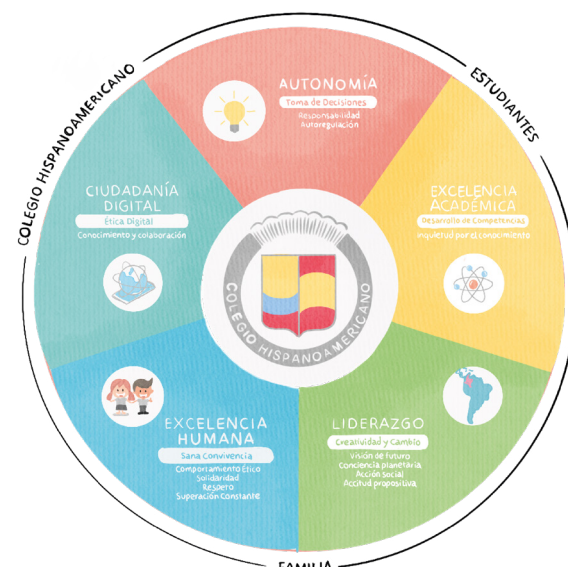 COLEGIO HISPANOAMERICANO
ESTUDIANTES
AUTONOMÍA
Toma de Decisiones
Responsabilidad
Autoregulación
CIUDADANÍA
DIGITAL
Ética Digital
Conocimiento y colaboración
EXCELENCIA
ACADÉMICA
Desarrollo de Competencias
Inquietud por el conocimiento
COLEGIO HISPANOAMERICANO
EXCELENCIA
HUMANA
Sana Convivencia
Comportamiento Ético
Solidaridad
Respeto
Superación Constante
LIDERAZGO
Creatividad y Cambio
Visión de futuro
Conciencia planetaria
Acción Social
Actitud propositiva
FAMILIA